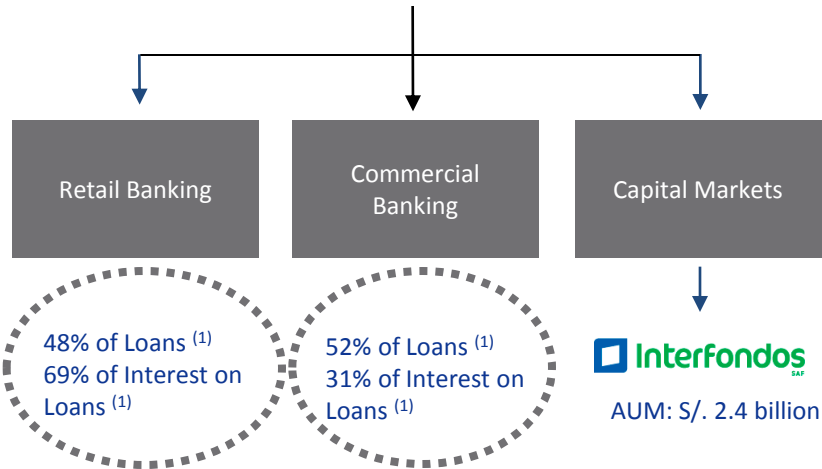 Retail Banking
Commercial
Banking
Capital Markets
48% of Loans (1)
69% of Interest on
Loans (1)
52% of Loans (1)
31% of Interest on
Loans (1)
Interfondos
SAF
AUM: S/. 2.4 billion